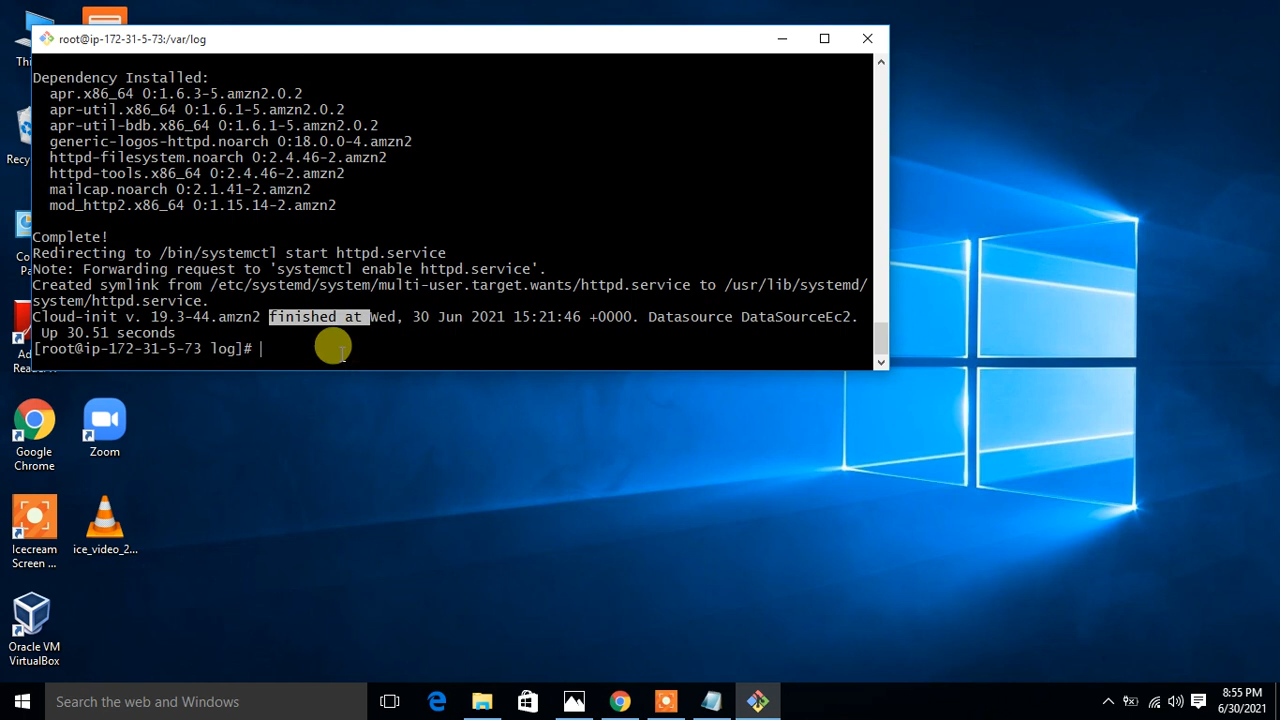 root@ip-172-31-5-73:/var/log
Dependency Installed:
apr.x86_64 0:1.6.3-5.amzn2.0.2
apr-util.x86_64 0:1.6.1-5.amzn2.0.2
apr-util-bdb.x86_64 0:1.6.1-5.amzn2.0.2
generic-logos-httpd.noarch 0:18.0.0-4.amzn2
httpd-filesystem.noarch 0:2.4.46-2.amzn2
httpd-tools.x86_64 0:2.4.46-2.amzn2
mailcap.noarch 0:2.1.41-2.amzn2
mod_http2.x86_64 0:1.15.14-2.amzn2
Complete!
Redirecting to /bin/systemctl start httpd.service
Note: Forwarding request to 'systemctl enable httpd.service'.
Created symlink from /etc/systemd/system/multi-user.target.wants/httpd.service to /usr/lib/systemd/
system/httpd.service.
Cloud-init v. 19.3-44.amzn2 finished at Wed, 30 Jun 2021 15:21:46 +0000. Datasource DataSourceEc2.
Up 30.51 seconds
[root@ip-172-31-5-73 log]#
Google
Chrome
Zoom
Icecream
Screen ...
ice_video_2...
Oracle VM
VirtualBox
Search the web and Windows
8:55 PM
6/30/2021